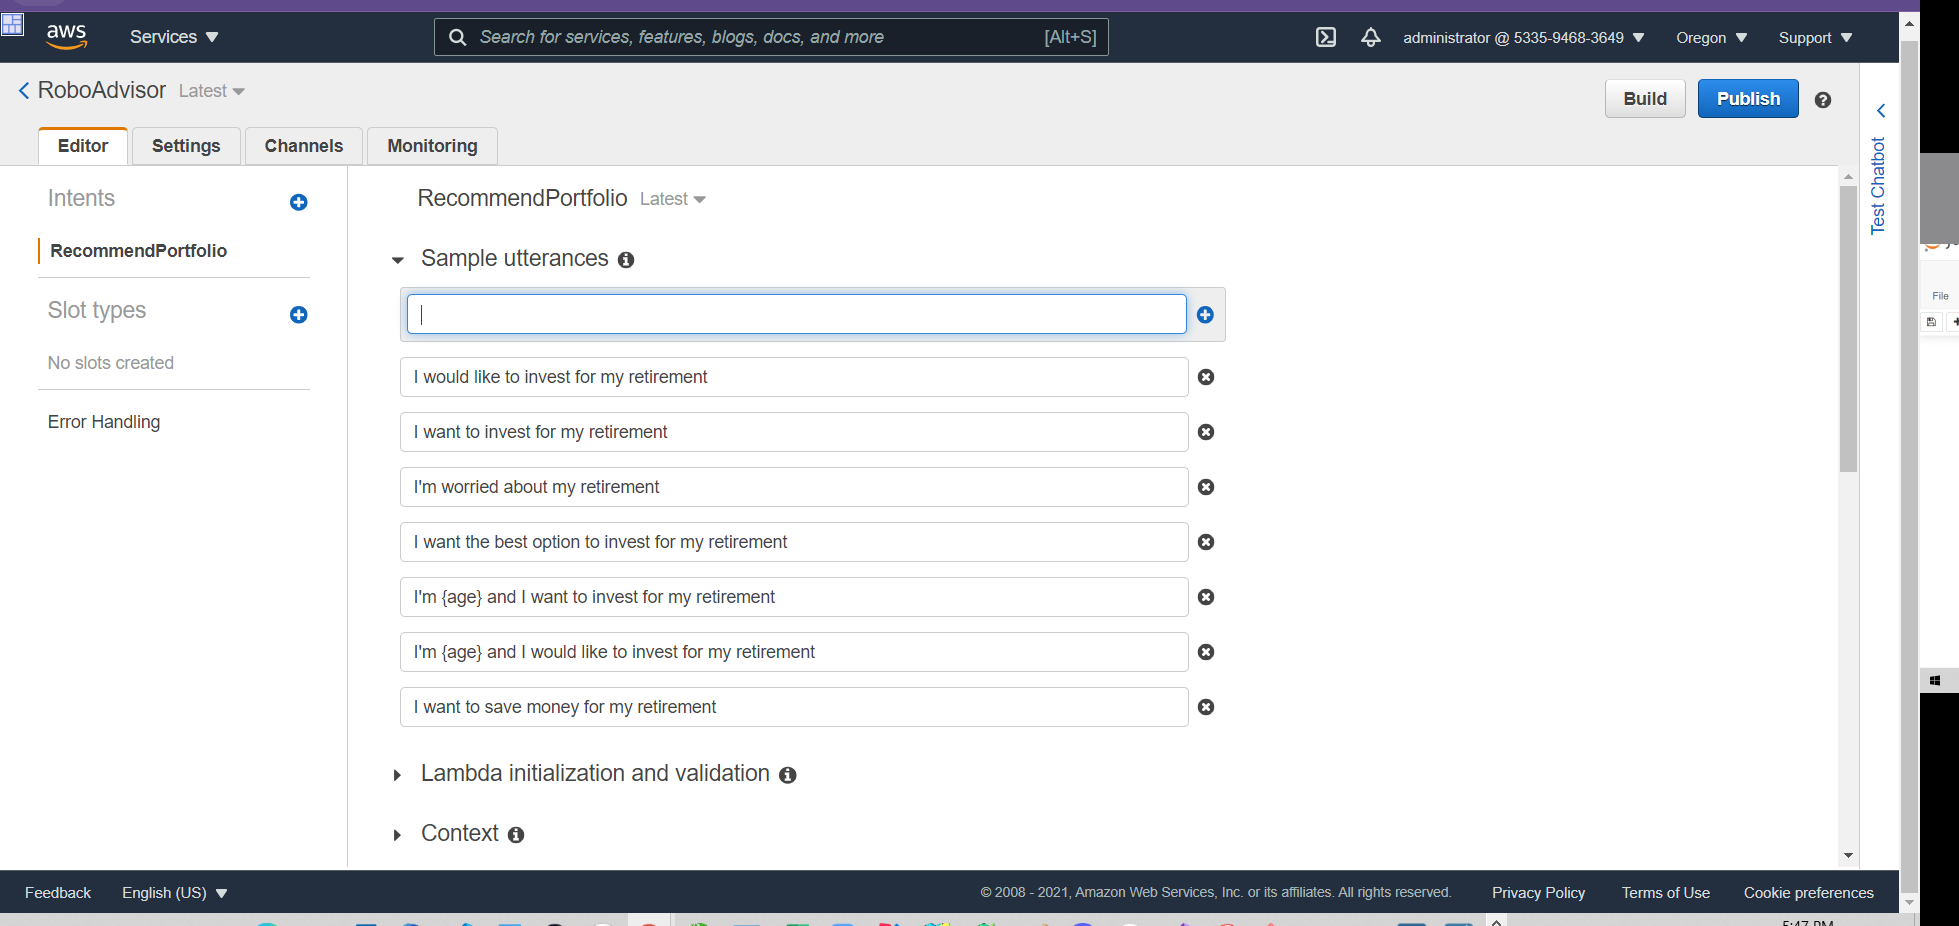 aws Services Search for services, features, blogs, docs, and more [Alt+S] administrator @ 5335-9468-3649 Oregon Support
RoboAdvisor Latest
Build Publish
Editor Settings Channels Monitoring
Test Chatbot
Intents
RecommendPortfolio
Slot types
No slots created
Error Handling
RecommendPortfolio Latest
Sample utterances
I would like to invest for my retirement
I want to invest for my retirement
I'm worried about my retirement
I want the best option to invest for my retirement
I'm {age} and I want to invest for my retirement
I'm {age} and I would like to invest for my retirement
I want to save money for my retirement
Lambda initialization and validation
Context
File
Feedback English (US) © 2008 - 2021, Amazon Web Services, Inc. or its affiliates. All rights reserved. Privacy Policy Terms of Use Cookie preferences
5:47 PM